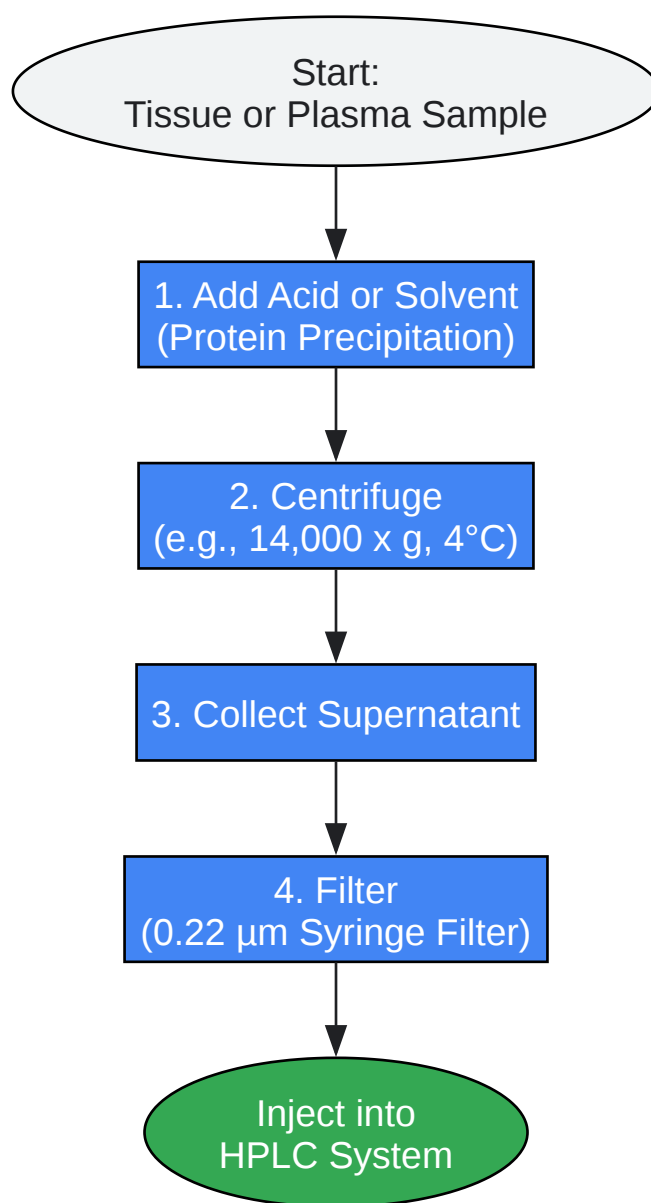 Start:
Tissue or Plasma Sample
1. Add Acid or Solvent
(Protein Precipitation)
2. Centrifuge
(e.g., 14,000 x g, 4°C)
3. Collect Supernatant
4. Filter
(0.22 µm Syringe Filter)
Inject into
HPLC System